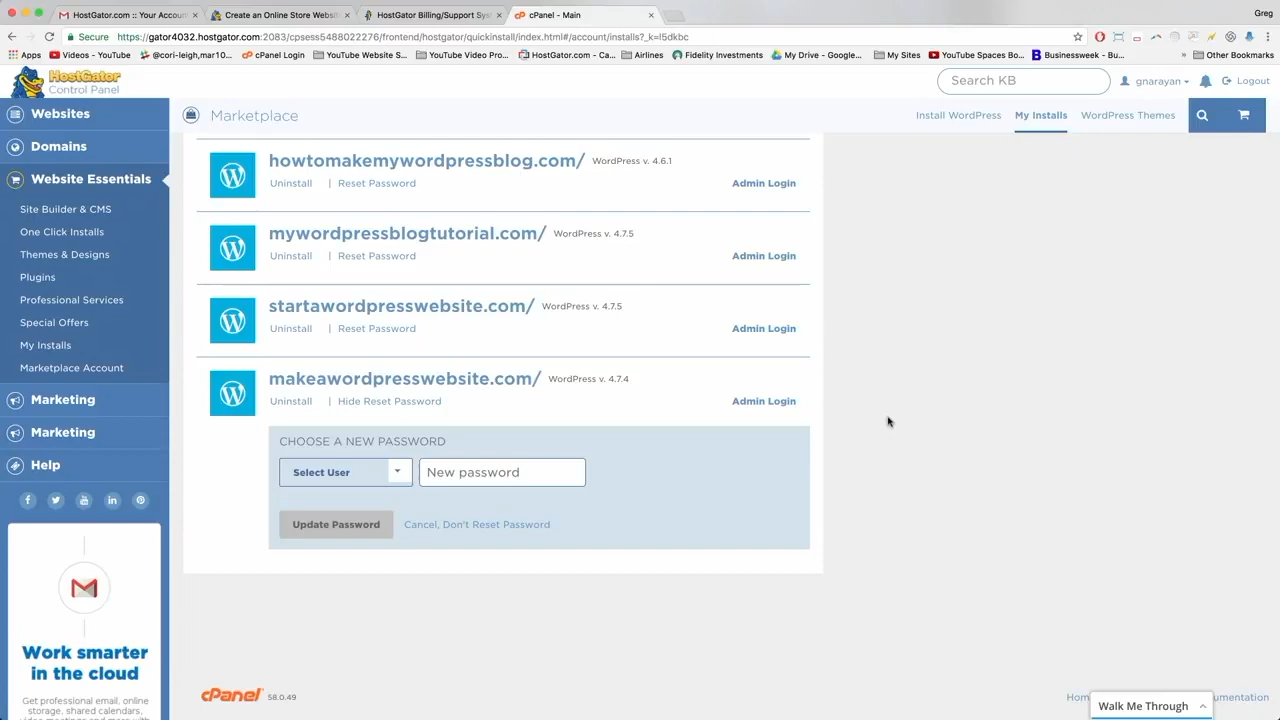 HostGator.com :: Your Accoun
Create an Online Store Websi
HostGator Billing/Support Sys
cPanel - Main
Greg
Secure
https://gator4032.hostgator.com:2083/cpsess5488022276/frontend/hostgator/quickinstall/index.html#/account/installs?_k=l5dkbc
Apps
Videos - YouTube
@cori-leigh,mar10...
cPanel Login
YouTube Website S...
YouTube Video Pro...
HostGator.com - Ca...
Airlines
Fidelity Investments
My Drive - Google...
My Sites
YouTube Spaces Bo...
Businessweek - Bu...
Other Bookmarks
HostGator
Control Panel
Search KB
gnarayan
Logout
Marketplace
Install WordPress
My Installs
WordPress Themes
Websites
Domains
Website Essentials
Site Builder & CMS
One Click Installs
Themes & Designs
Plugins
Professional Services
Special Offers
My Installs
Marketplace Account
Marketing
Marketing
Help
Work smarter
in the cloud
Get professional email, online
storage, shared calendars,
howtomakemywordpressblog.com/ WordPress v. 4.6.1
Uninstall | Reset Password Admin Login
mywordpressblogtutorial.com/ WordPress v. 4.7.5
Uninstall | Reset Password Admin Login
startawordpresswebsite.com/ WordPress v. 4.7.5
Uninstall | Reset Password Admin Login
makeawordpresswebsite.com/ WordPress v. 4.7.4
Uninstall | Hide Reset Password Admin Login
CHOOSE A NEW PASSWORD
Select User
New password
Update Password
Cancel, Don't Reset Password
cPanel 58.0.49
Walk Me Through